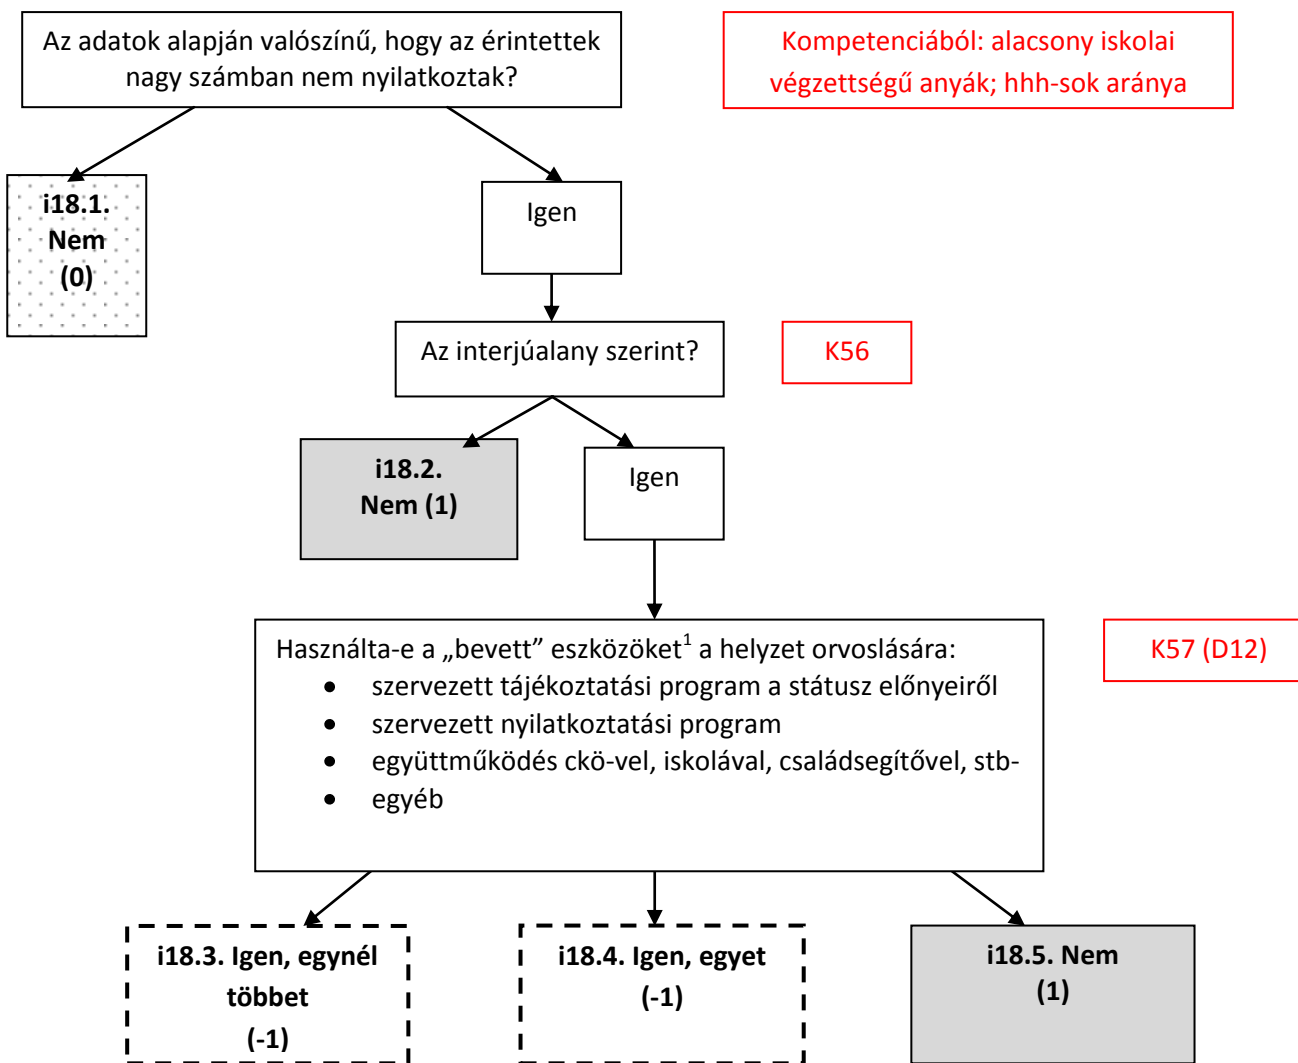 Az adatok alapján valószínű, hogy az érintettek
nagy számban nem nyilatkoztak?
Kompetenciából: alacsony iskolai
végzettségű anyák; hhh-sok aránya
i18.1.
Nem
(0)
Igen
Az interjúalany szerint?
K56
i18.2.
Nem (1)
Igen
Használta-e a „bevett” eszközöket¹ a helyzet orvoslására:
• szervezett tájékoztatási program a státusz előnyeiről
• szervezett nyilatkoztatási program
• együttműködés ckö-vel, iskolával, családsegítővel, stb-
• egyéb
K57 (D12)
i18.3. Igen, egynél
többet
(-1)
i18.4. Igen, egyet
(-1)
i18.5. Nem
(1)